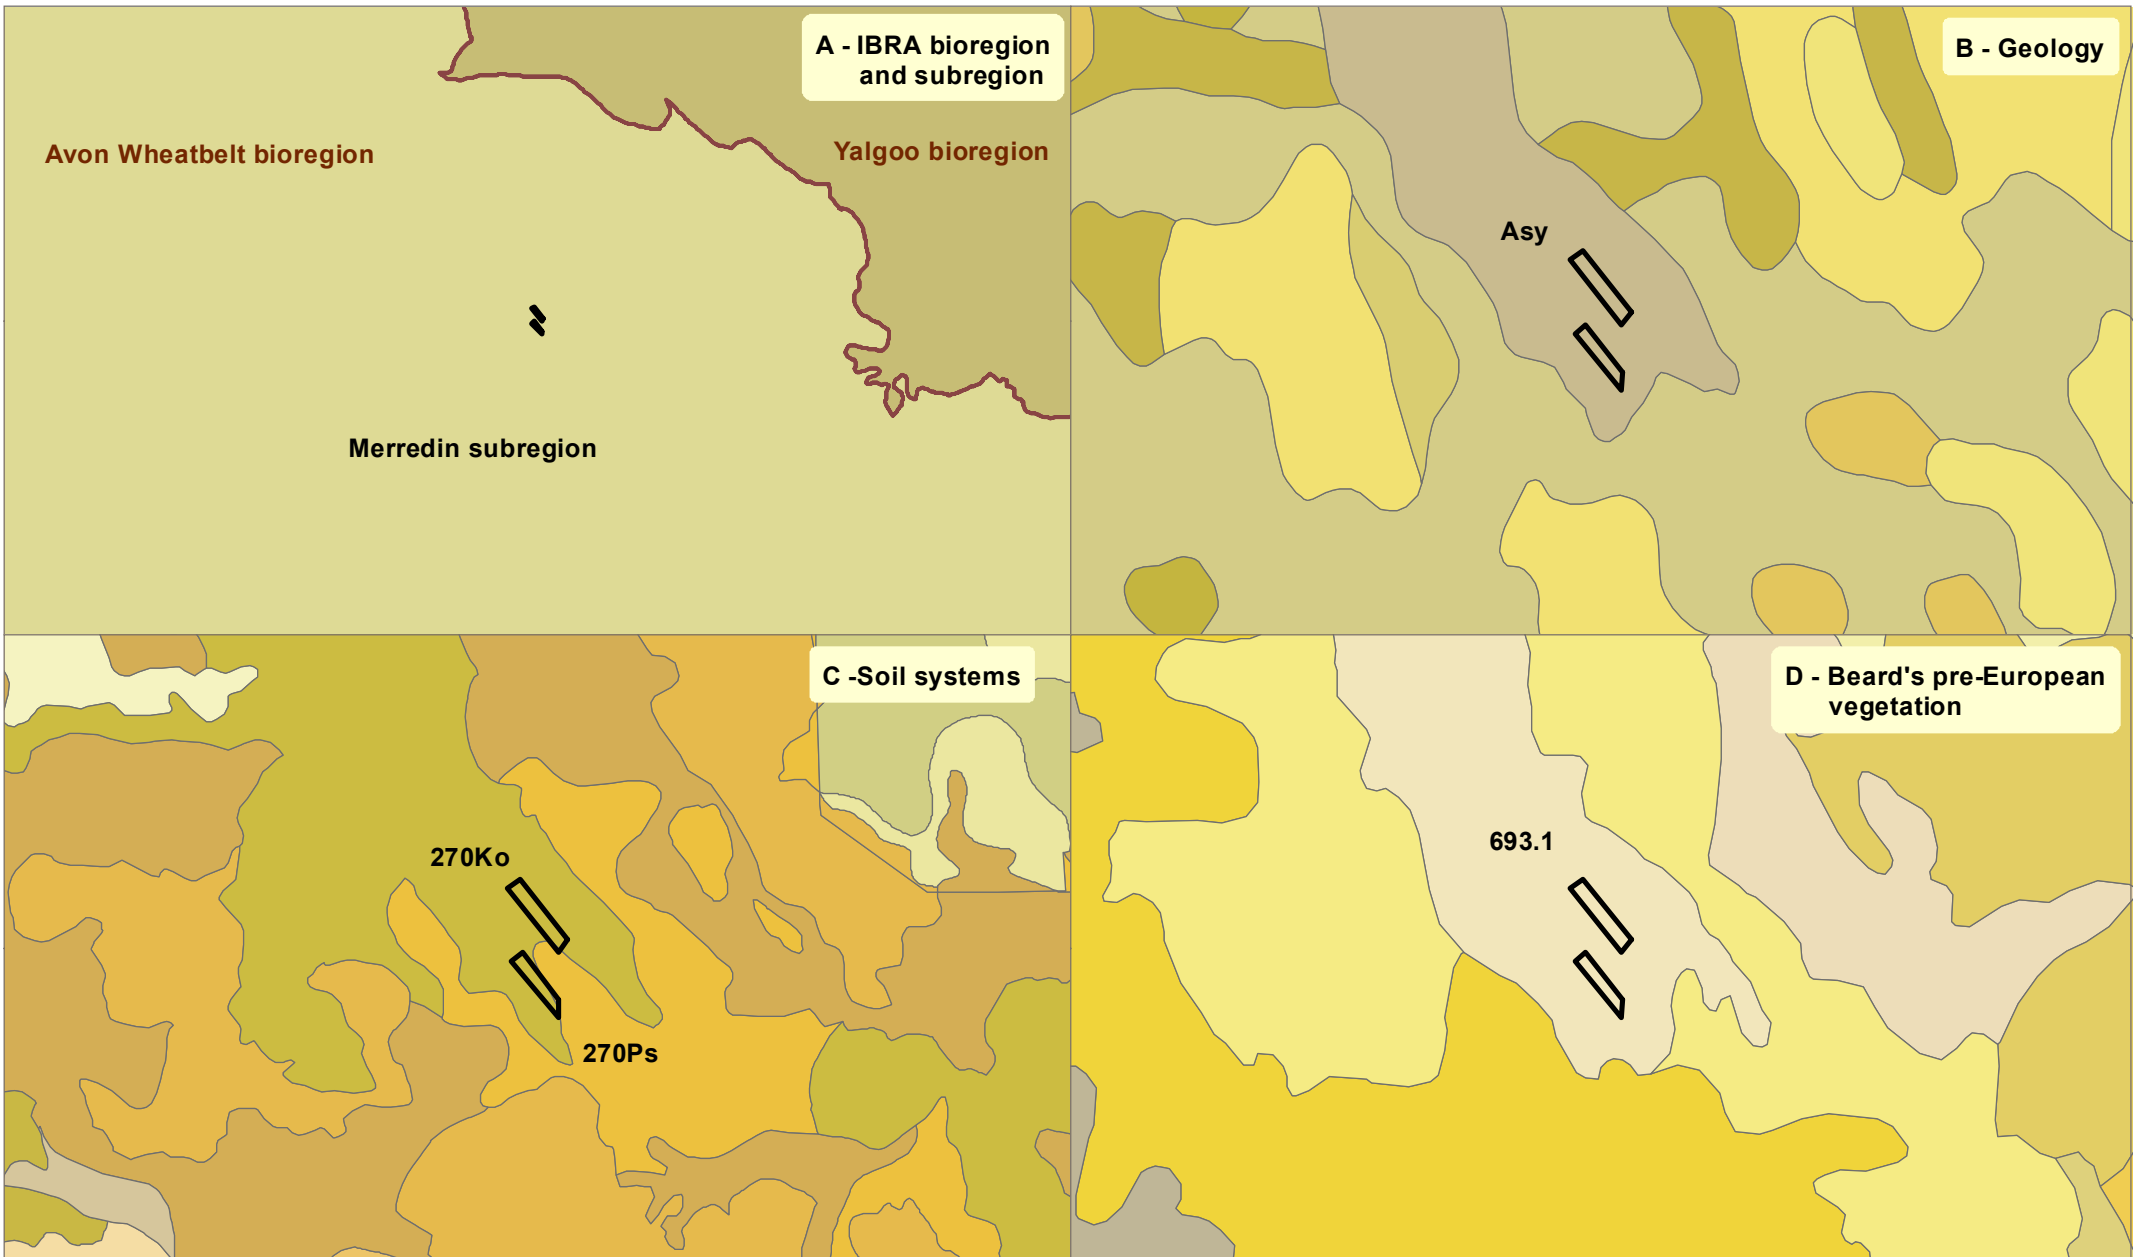 A - IBRA bioregion
and subregion
Avon Wheatbelt bioregion
Yalgoo bioregion
Merredin subregion
B - Geology
Asy
C -Soil systems
270Ko
270Ps
D - Beard's pre-European
vegetation
693.1